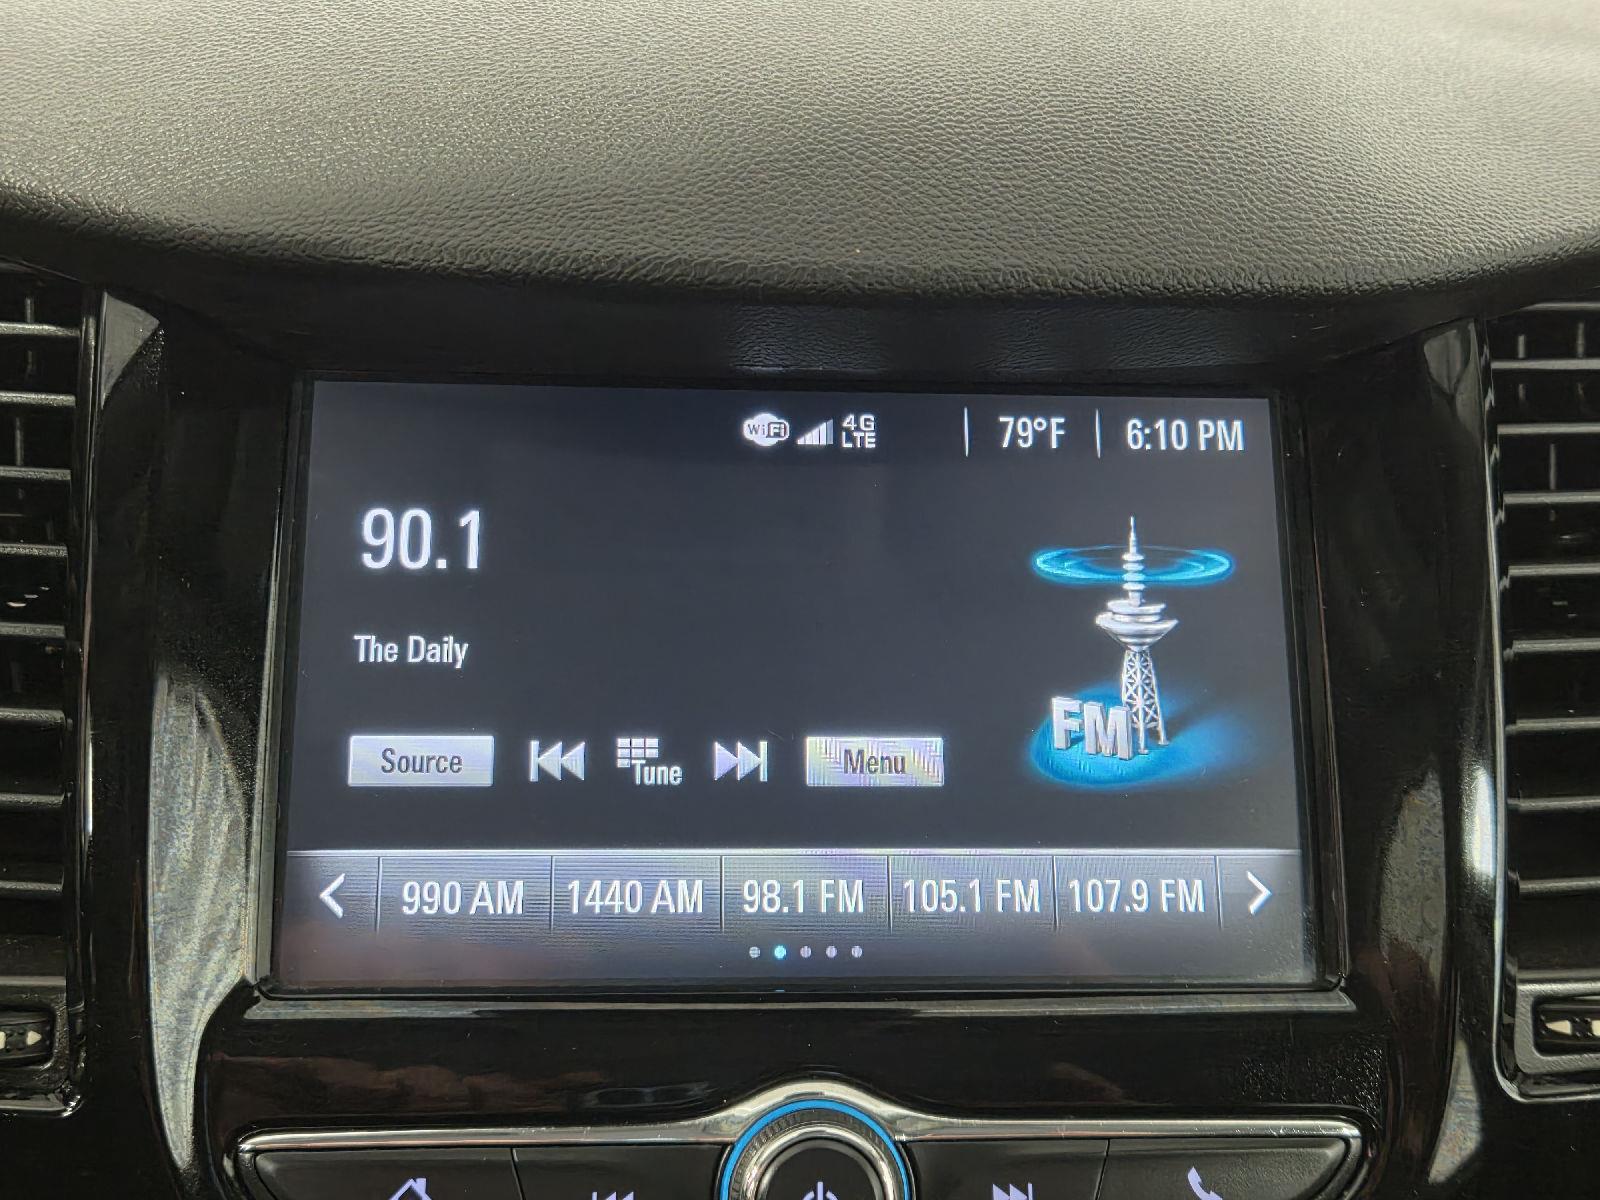 WiFi 4G LTE 79°F 6:10 PM
90.1
The Daily
Source Tune Menu
FM
990 AM 1440 AM 98.1 FM 105.1 FM 107.9 FM